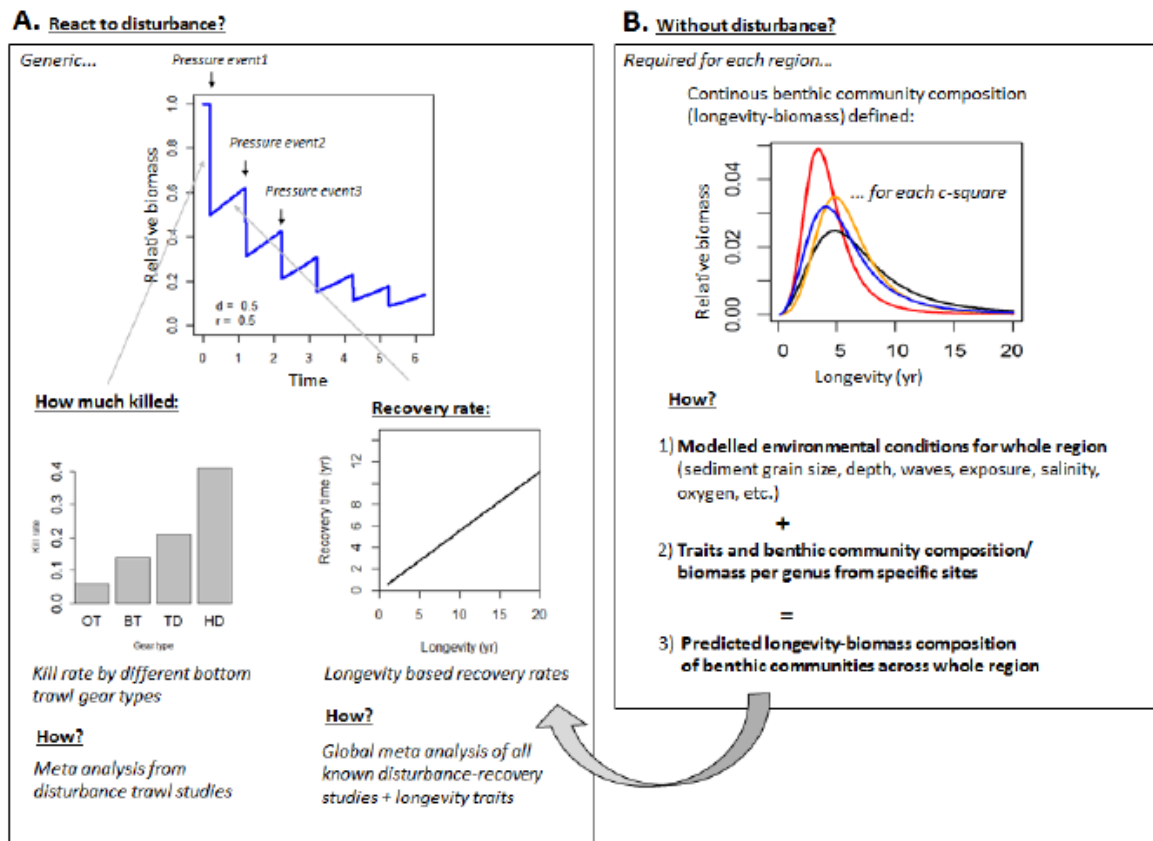 A. React to disturbance?
Generic...
Pressure event1
Pressure event2
Pressure event3
Relative biomass
1.0
0.8
0.6
0.4
0.2
0.0
d = 0.5
r = 0.5
0 1 2 3 4 5 6
Time
How much killed:
Kill rate
0.4
0.3
0.2
0.1
0.0
OT BT TD HD
Gear type
Kill rate by different bottom
trawl gear types
How?
Meta analysis from
disturbance trawl studies
Recovery rate:
Recovery time (yr)
12
8
6
4
2
0
0 5 10 15 20
Longevity (yr)
Longevity based recovery rates
How?
Global meta analysis of all
known disturbance-recovery
studies + longevity traits
B. Without disturbance?
Required for each region...
Continous benthic community composition
(longevity-biomass) defined:
... for each c-square
Relative biomass
0.04
0.02
0.00
0 5 10 15 20
Longevity (yr)
How?
1) Modelled environmental conditions for whole region
(sediment grain size, depth, waves, exposure, salinity,
oxygen, etc.)
+
2) Traits and benthic community composition/
biomass per genus from specific sites
=
3) Predicted longevity-biomass composition
of benthic communities across whole region